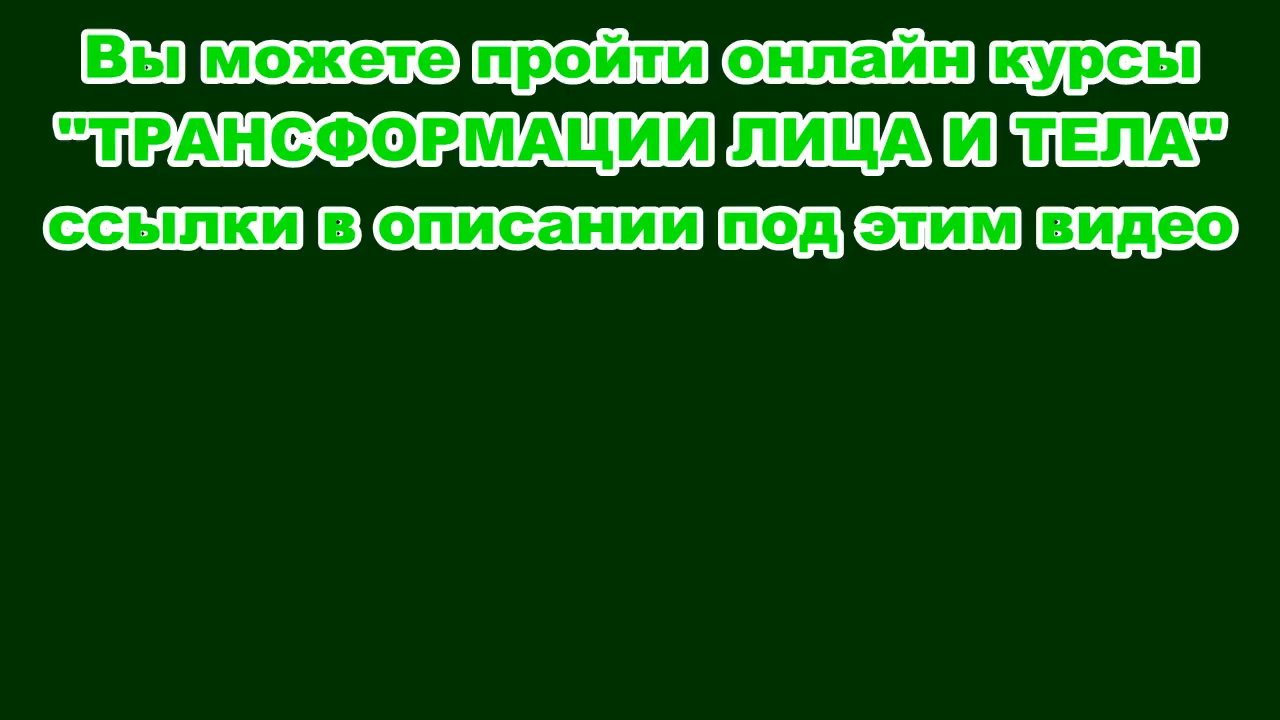 Вы можете пройти онлайн курсы
"ТРАНСФОРМАЦИИ ЛИЦА И ТЕЛА"
ссылки в описании под этим видео